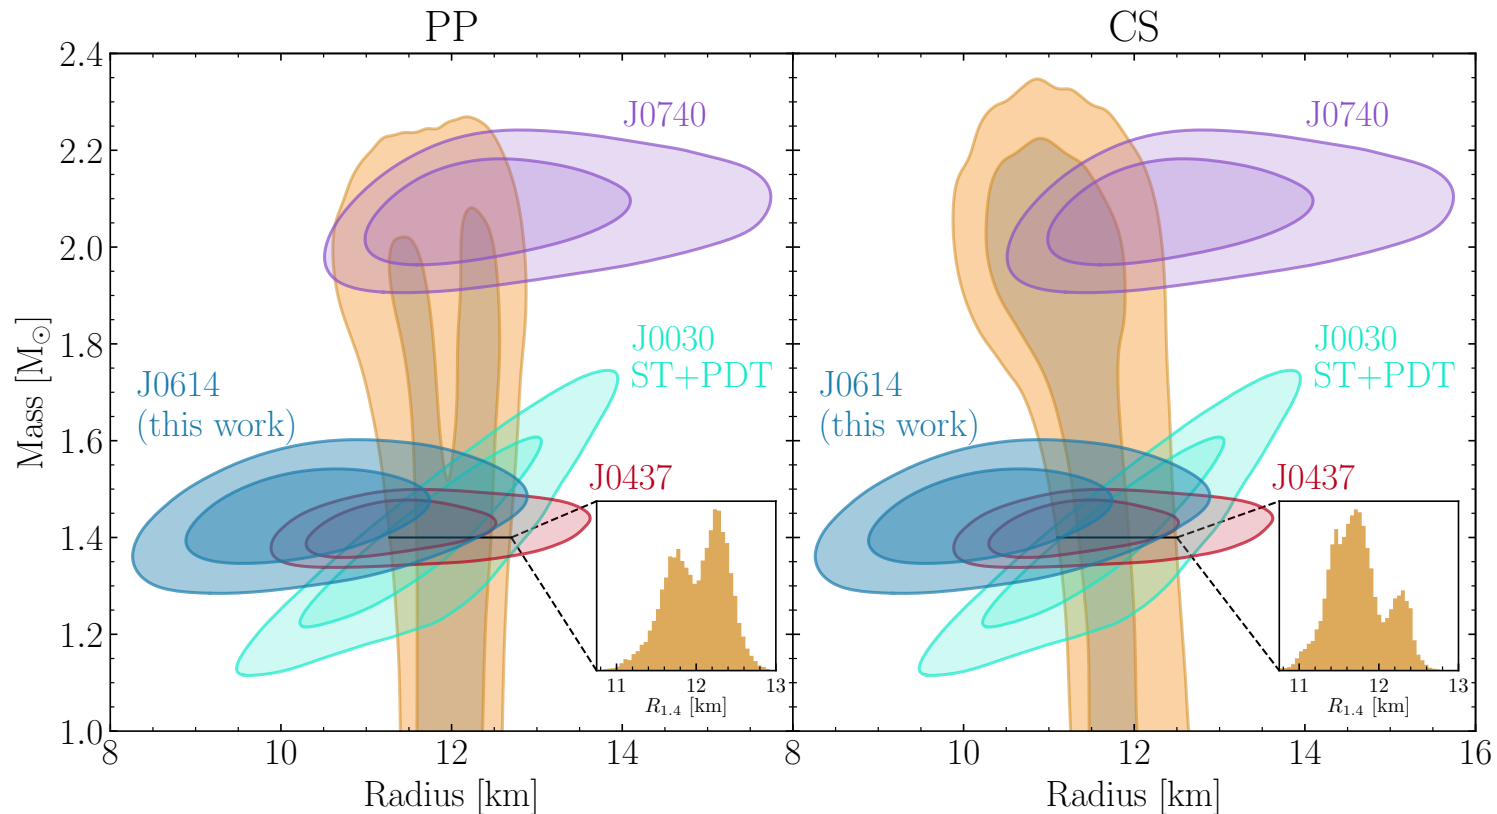 PP
CS
2.4
2.2
2.0
1.8
1.6
1.4
1.2
1.0
Mass [M⊙]
J0740
J0030
ST+PDT
J0614
(this work)
J0437
11
12
13
R1.4 [km]
8
10
12
14
Radius [km]
J0740
J0030
ST+PDT
J0614
(this work)
J0437
11
12
13
R1.4 [km]
8
10
12
14
16
Radius [km]